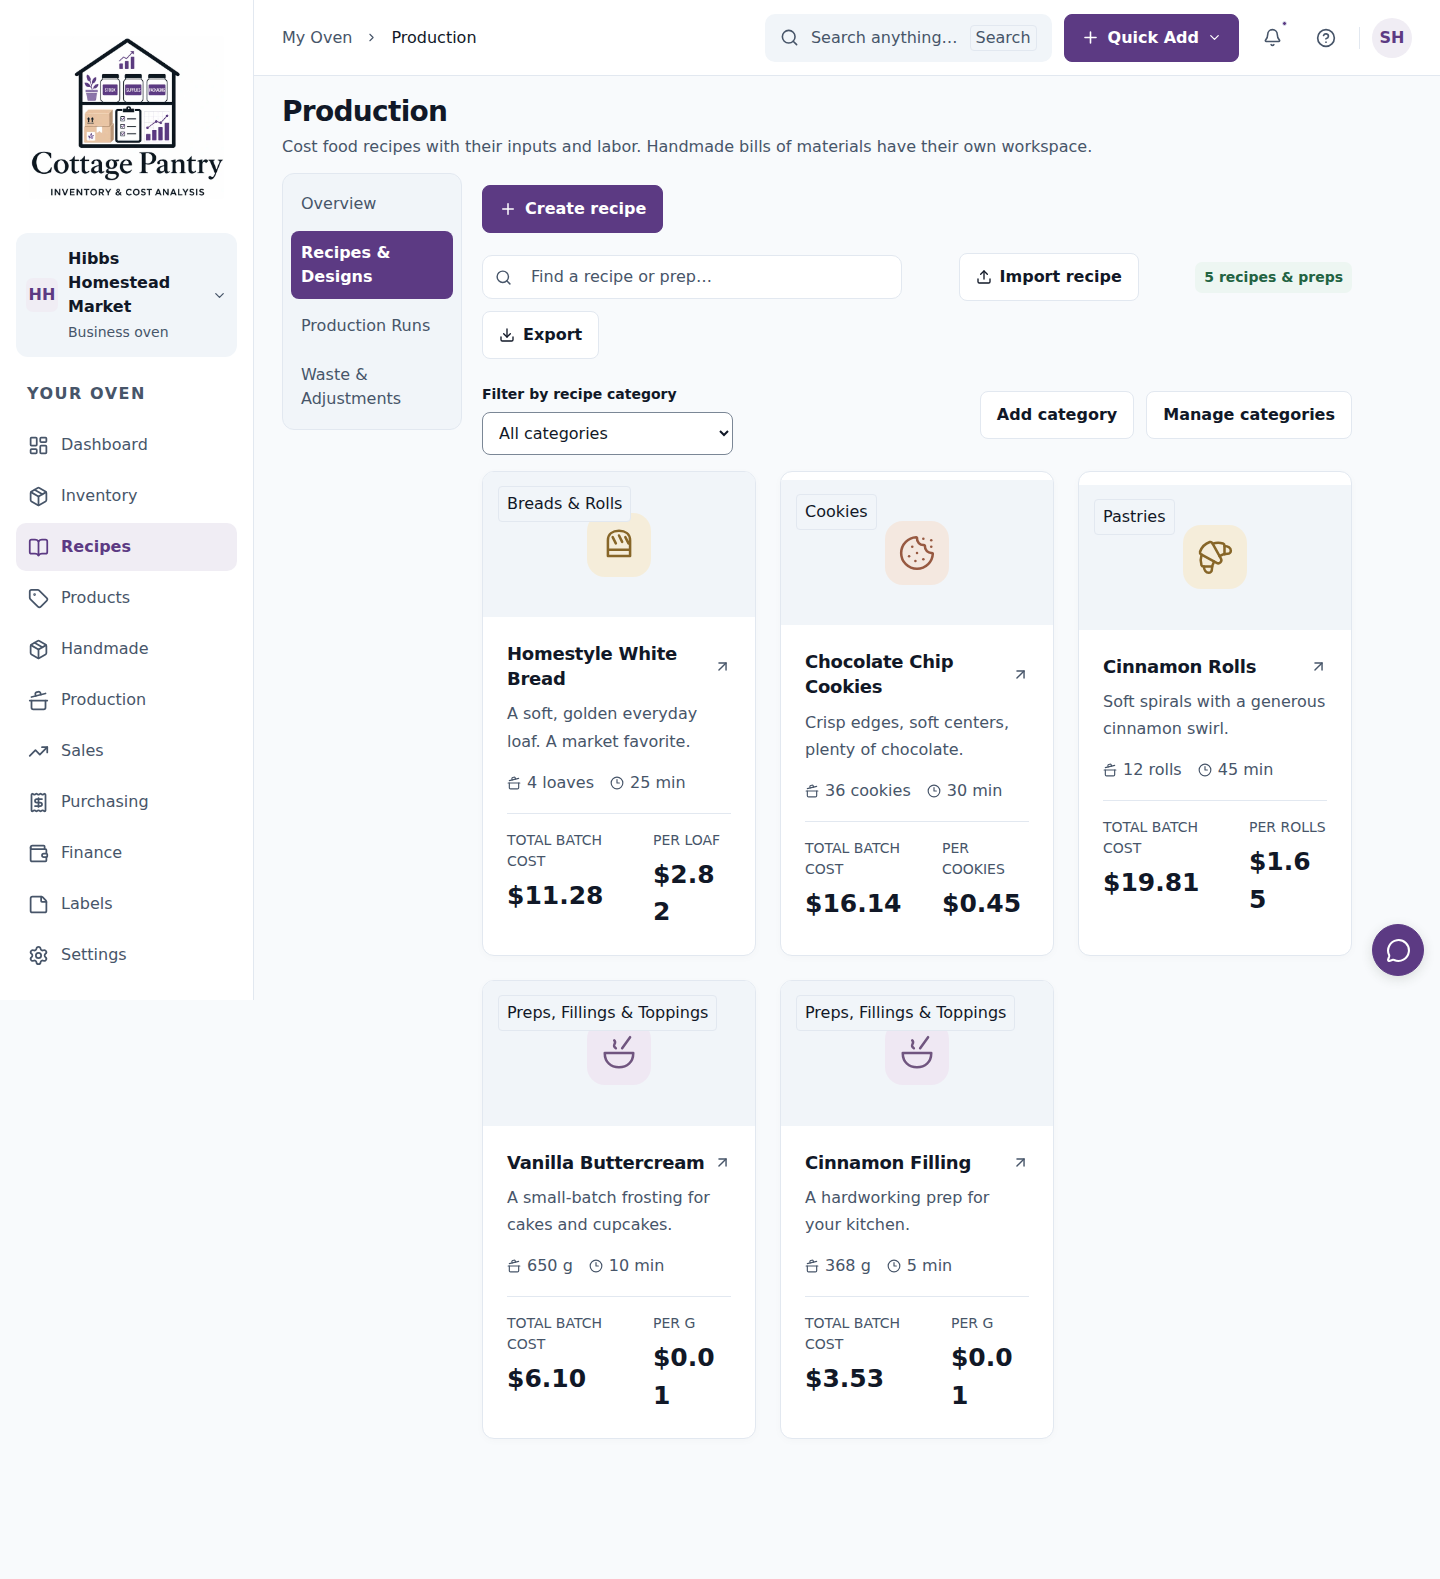 My Oven > Production
Search anything...
Search
+ Quick Add
SH
Cottage Pantry
INVENTORY & COST ANALYSIS
HH
Hibbs
Homestead
Market
Business oven
YOUR OVEN
Dashboard
Inventory
Recipes
Products
Handmade
Production
Sales
Purchasing
Finance
Labels
Settings
Production
Cost food recipes with their inputs and labor. Handmade bills of materials have their own workspace.
Overview
Recipes &
Designs
Production Runs
Waste &
Adjustments
+ Create recipe
Find a recipe or prep...
Import recipe
5 recipes & preps
Export
Filter by recipe category
All categories
Add category
Manage categories
Breads & Rolls
Homestyle White
Bread
A soft, golden everyday
loaf. A market favorite.
4 loaves 25 min
TOTAL BATCH
COST
$11.28
PER LOAF
$2.8
2
Cookies
Chocolate Chip
Cookies
Crisp edges, soft centers,
plenty of chocolate.
36 cookies 30 min
TOTAL BATCH
COST
$16.14
PER
COOKIES
$0.45
Pastries
Cinnamon Rolls
Soft spirals with a generous
cinnamon swirl.
12 rolls 45 min
TOTAL BATCH
COST
$19.81
PER ROLLS
$1.6
5
Preps, Fillings & Toppings
Vanilla Buttercream
A small-batch frosting for
cakes and cupcakes.
650 g 10 min
TOTAL BATCH
COST
$6.10
PER G
$0.0
1
Preps, Fillings & Toppings
Cinnamon Filling
A hardworking prep for
your kitchen.
368 g 5 min
TOTAL BATCH
COST
$3.53
PER G
$0.0
1